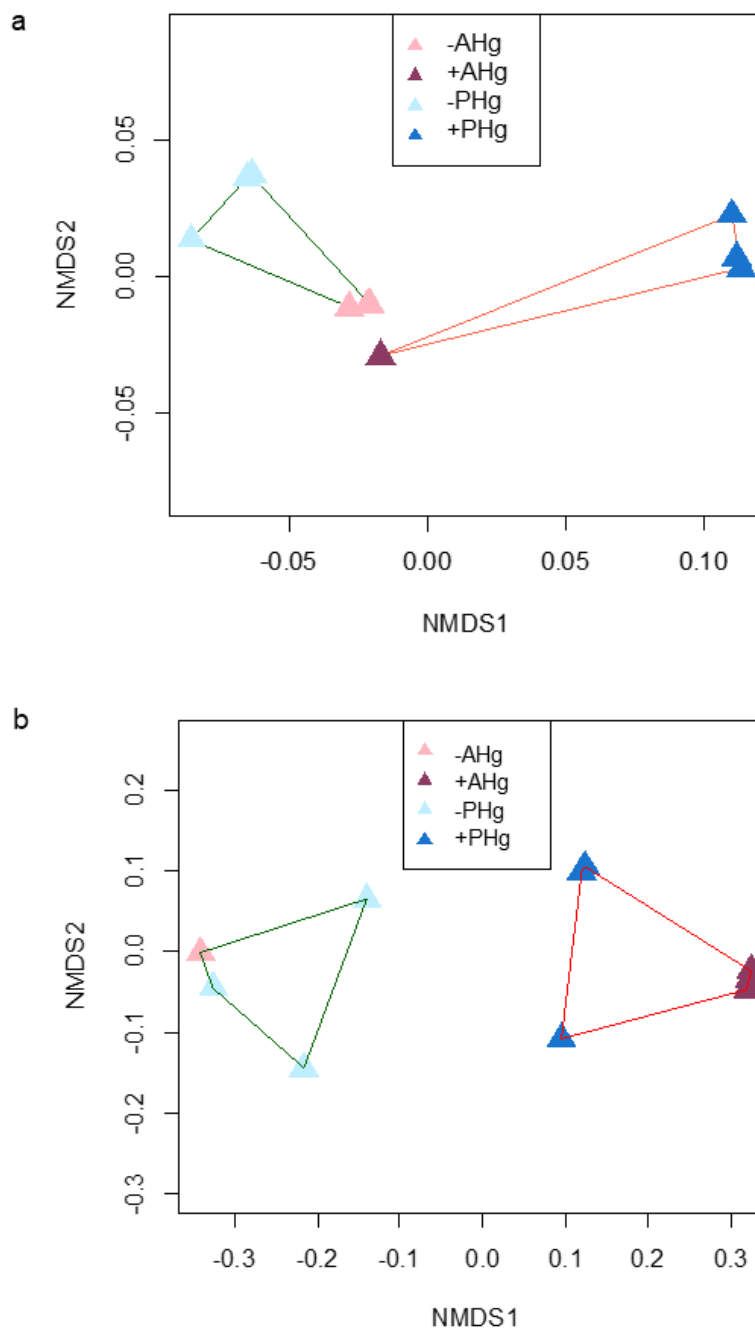 a
-AHg
+AHg
-PHg
+PHg
0.05
0.00
-0.05
NMDS2
-0.05 0.00 0.05 0.10
NMDS1
b
-AHg
+AHg
-PHg
+PHg
0.2
0.1
0.0
-0.1
-0.2
-0.3
NMDS2
-0.3 -0.2 -0.1 0.0 0.1 0.2 0.3
NMDS1